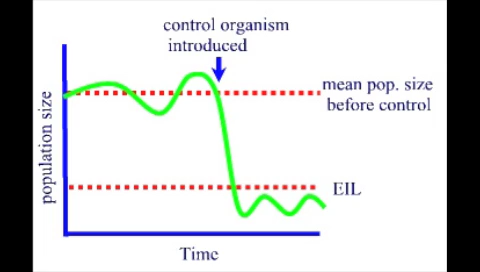 control organism
introduced
mean pop. size
before control
population size
EIL
Time